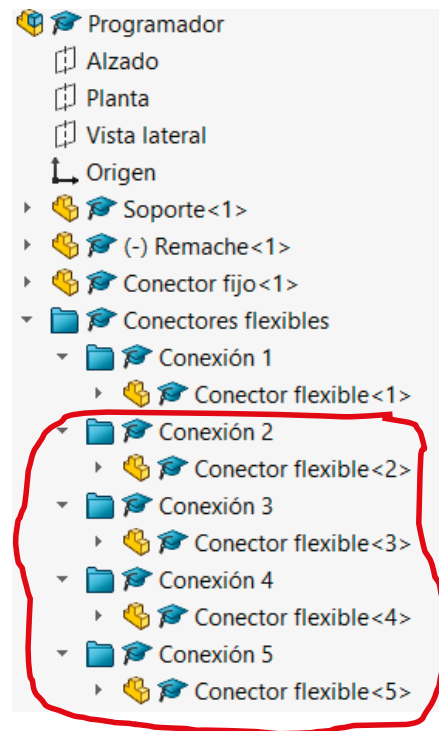 Programador
Alzado
Planta
Vista lateral
Origen
Soporte<1>
(-) Remache<1>
Conector fijo<1>
Conectores flexibles
Conexión 1
Conector flexible<1>
Conexión 2
Conector flexible<2>
Conexión 3
Conector flexible<3>
Conexión 4
Conector flexible<4>
Conexión 5
Conector flexible<5>